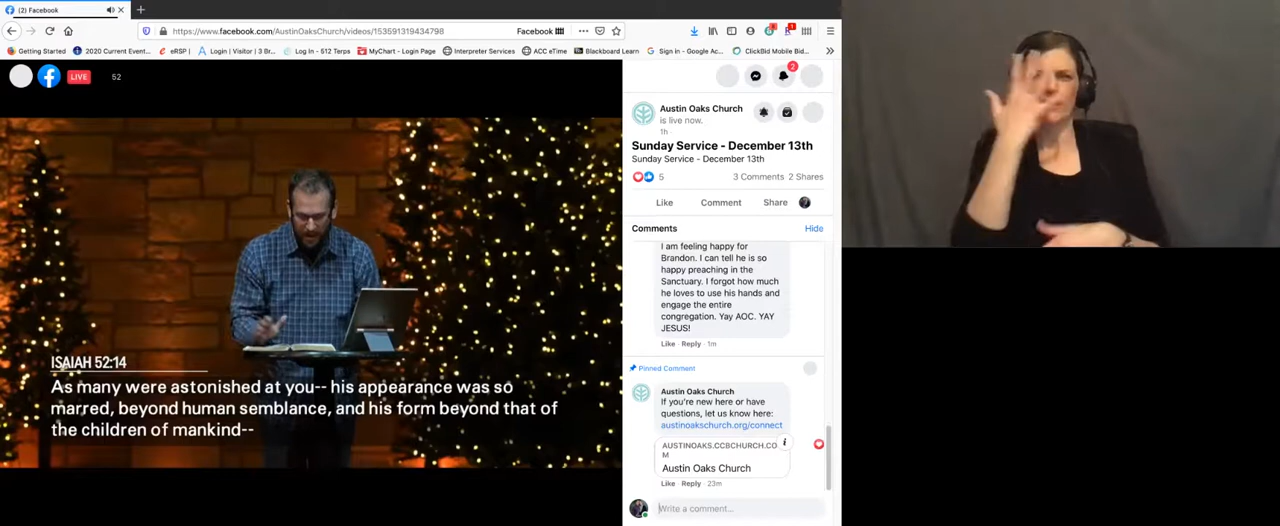 (2) Facebook
https://www.facebook.com/AustinOaksChurch/videos/153591319434798
Facebook
Getting Started
2020 Current Event...
eRSP |
Login | Visitor | 3 Br...
Log In - 512 Terps
MyChart - Login Page
Interpreter Services
ACC eTime
Blackboard Learn
Sign in - Google Ac...
ClickBid Mobile Bid...
LIVE
52
2
Austin Oaks Church
is live now.
1h
Sunday Service - December 13th
Sunday Service - December 13th
5
3 Comments 2 Shares
Like Comment Share
Comments Hide
I am feeling happy for
Brandon. I can tell he is so
happy preaching in the
Sanctuary. I forgot how much
he loves to use his hands and
engage the entire
congregation. Yay AOC. YAY
JESUS!
Like · Reply · 1m
Pinned Comment
Austin Oaks Church
If you're new here or have
questions, let us know here:
austinoakschurch.org/connect
AUSTINOAKS.CCBCHURCH.CO
M
Austin Oaks Church
Like · Reply · 23m
Write a comment...
ISAIAH 52:14
As many were astonished at you-- his appearance was so
marred, beyond human semblance, and his form beyond that of
the children of mankind--